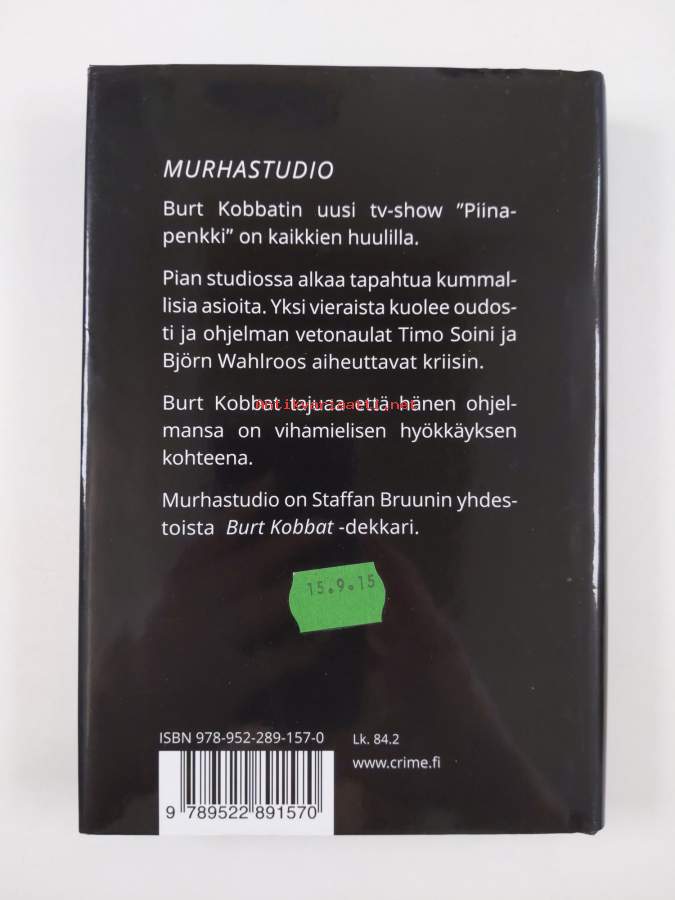 MURHASTUDIO
Burt Kobbatin uusi tv-show ”Piina-
penkki” on kaikkien huulilla.
Pian studiossa alkaa tapahtua kummal-
lisia asioita. Yksi vieraista kuolee oudos-
ti ja ohjelman vetonaulat Timo Soini ja
Björn Wahlroos aiheuttavat kriisin.
Burt Kobbat tajuaa että hänen ohjel-
mansa on vihamielisen hyökkäyksen
kohteena.
Murhastudio on Staffan Bruunin yhdes-
toista Burt Kobbat -dekkari.
15.9.15
ISBN 978-952-289-157-0
Lk. 84.2
www.crime.fi
9 789522 891570
antikvariaatti.net